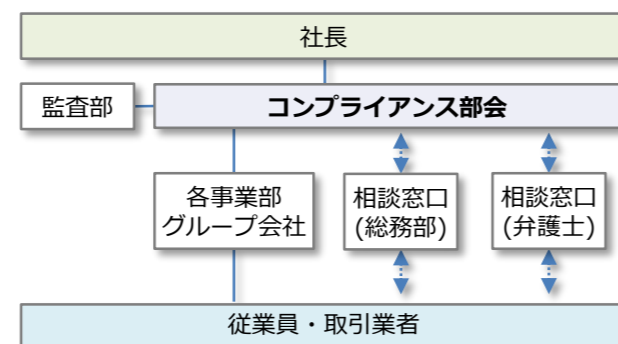 社長
監査部
コンプライアンス部会
各事業部
グループ会社
相談窓口
(総務部)
相談窓口
(弁護士)
従業員・取引業者